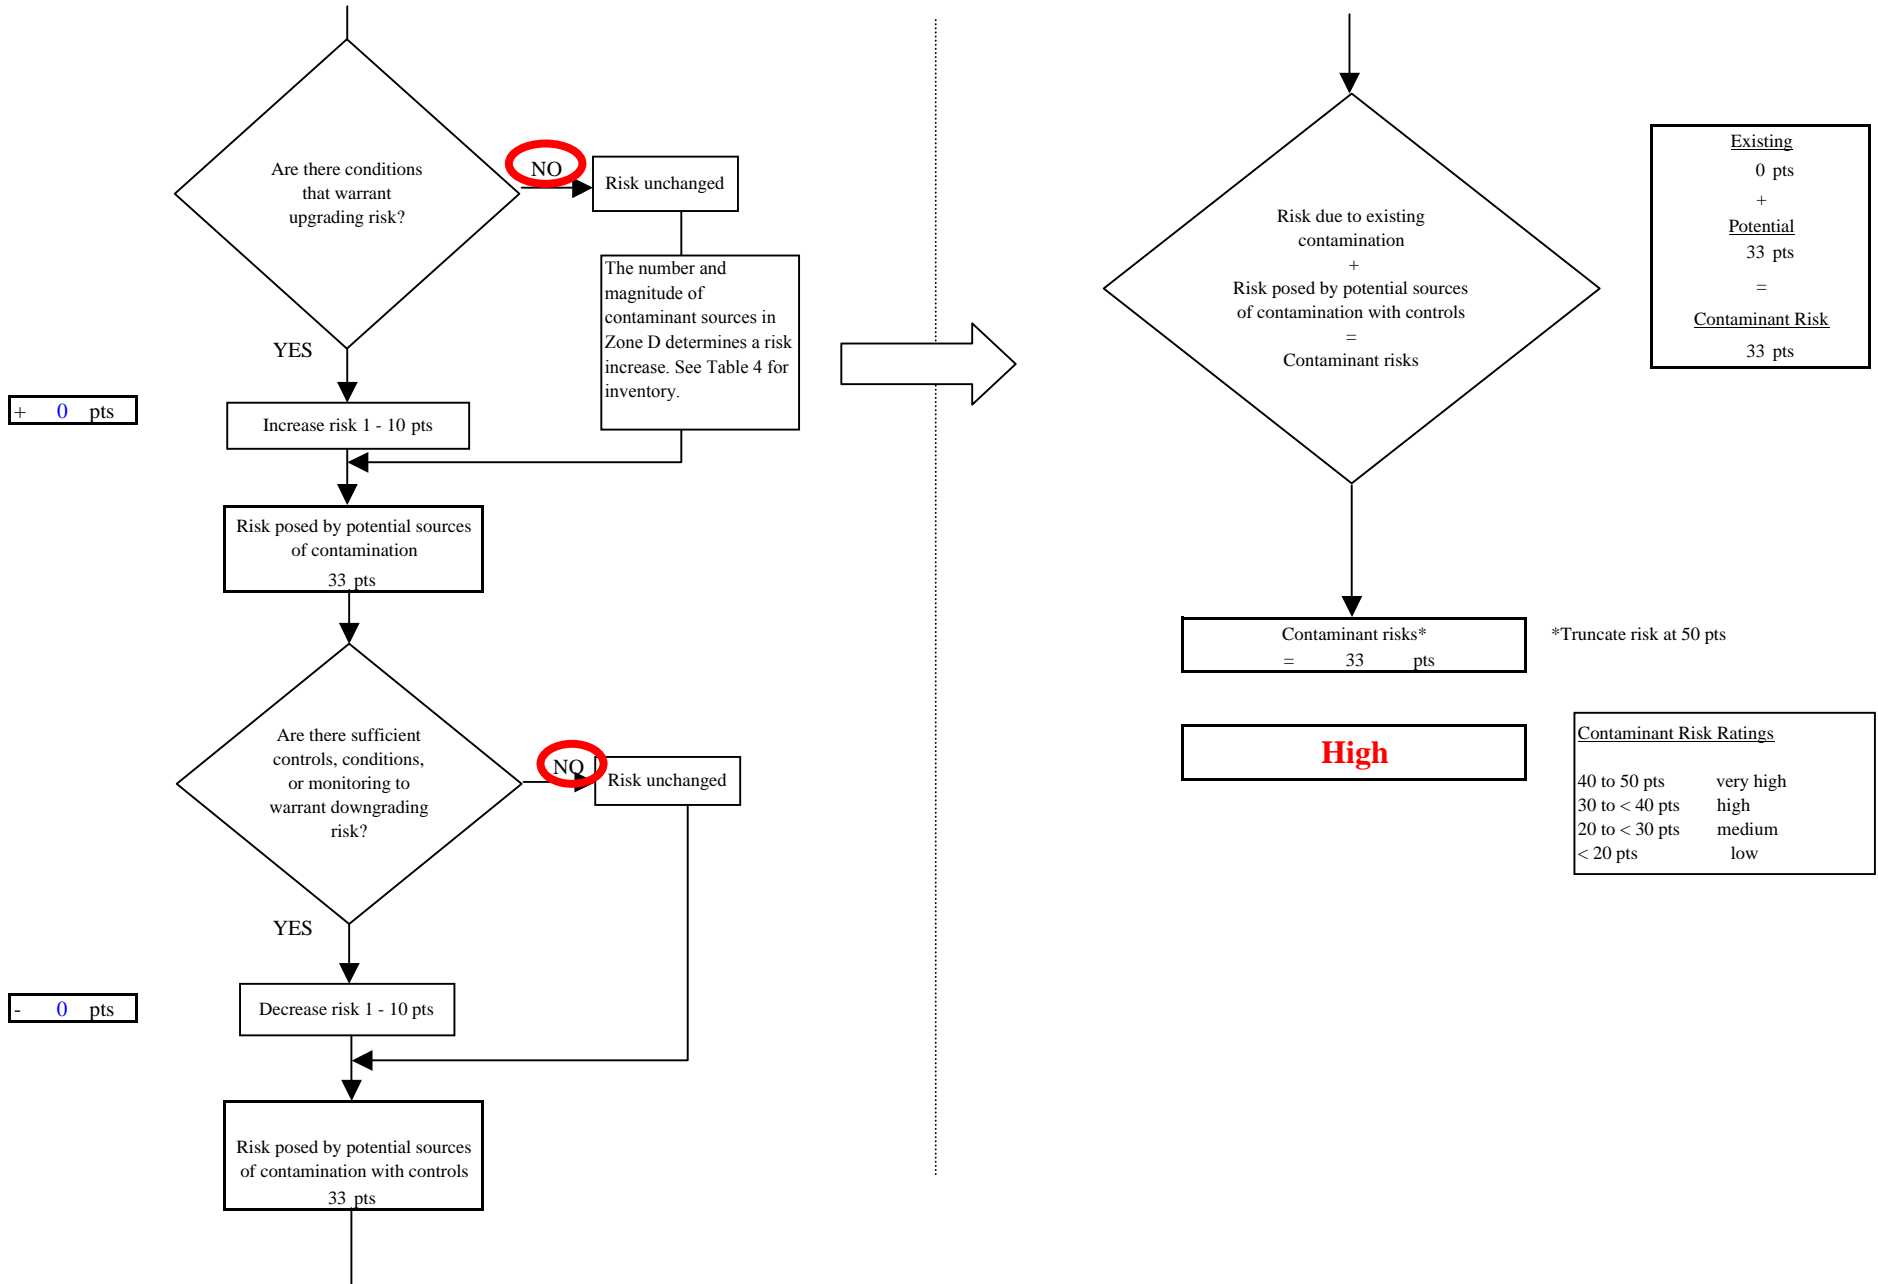 Are there conditions
that warrant
upgrading risk?
NO
Risk unchanged
The number and
magnitude of
contaminant sources in
Zone D determines a risk
increase. See Table 4 for
inventory.
YES
+ 0 pts
Increase risk 1 - 10 pts
Risk posed by potential sources
of contamination
33 pts
Are there sufficient
controls, conditions,
or monitoring to
warrant downgrading
risk?
NO
Risk unchanged
YES
- 0 pts
Decrease risk 1 - 10 pts
Risk posed by potential sources
of contamination with controls
33 pts
Risk due to existing
contamination
+
Risk posed by potential sources
of contamination with controls
=
Contaminant risks
Existing
0 pts
+
Potential
33 pts
=
Contaminant Risk
33 pts
Contaminant risks*
= 33 pts
*Truncate risk at 50 pts
High
Contaminant Risk Ratings
40 to 50 pts very high
30 to < 40 pts high
20 to < 30 pts medium
< 20 pts low